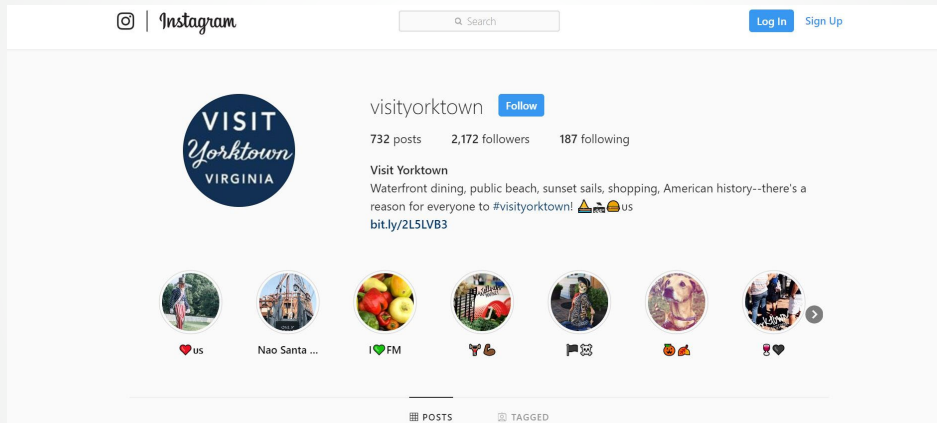 Instagram
Search
Log In
Sign Up
VISIT
Yorktown
VIRGINIA
visityorktown
Follow
732 posts 2,172 followers 187 following
Visit Yorktown
Waterfront dining, public beach, sunset sails, shopping, American history--there's a
reason for everyone to #visityorktown! ⛵🏖🍔us
bit.ly/2L5LVB3
❤us
Nao Santa ...
I💚FM
🦞💪
🏴☠
🎃🍂
🍷🖤
POSTS
TAGGED